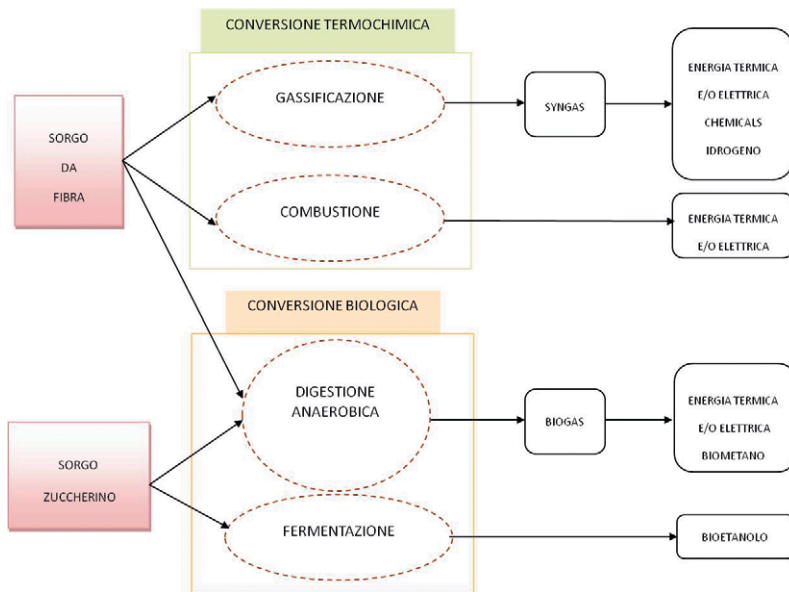 CONVERSIONE TERMOCHIMICA
GASSIFICAZIONE
SYNGAS
ENERGIA TERMICA
E/O ELETTRICA
CHEMICALS
IDROGENO
SORGO
DA
FIBRA
COMBUSTIONE
ENERGIA TERMICA
E/O ELETTRICA
CONVERSIONE BIOLOGICA
DIGESTIONE
ANAEROBICA
BIOGAS
ENERGIA TERMICA
E/O ELETTRICA
BIOMETANO
SORGO
ZUCCHERINO
FERMENTAZIONE
BIOETANOLO